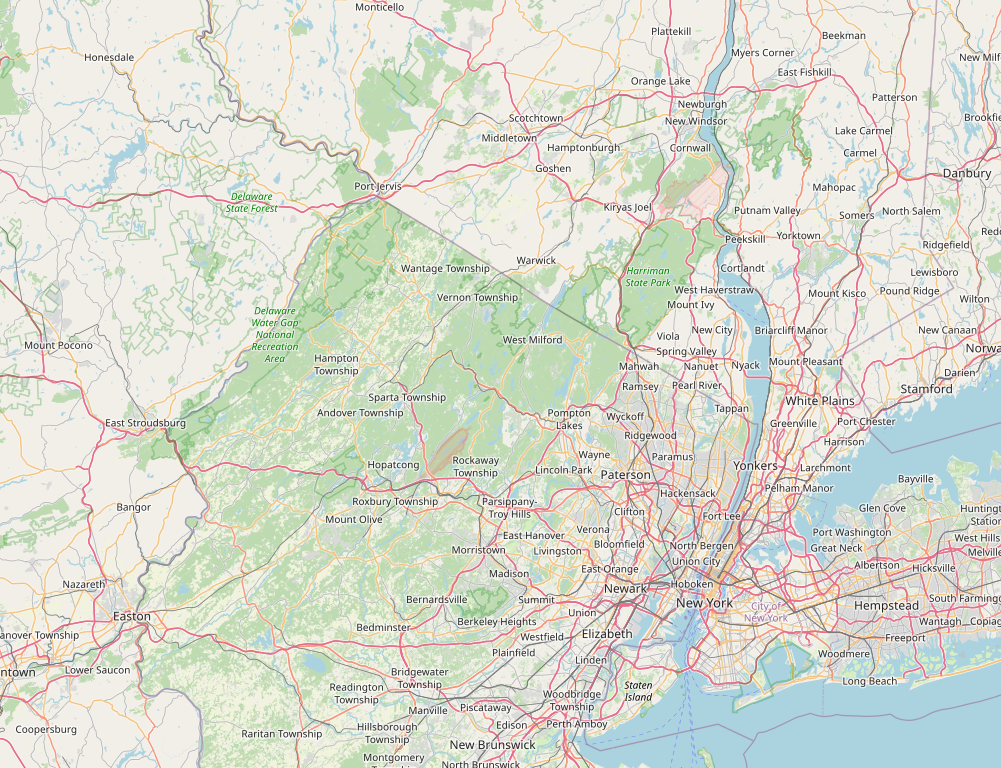 Monticello
Plattekill
Beekman
Honesdale
Myers Corner
New Milf
East Fishkill
Orange Lake
Patterson
Newburgh
Scotchtown
New Windsor
Brookfie
Middletown
Lake Carmel
Hamptonburgh
Cornwall
Carmel
Goshen
Danbury
Port Jervis
Mahopac
Delaware
State Forest
Kiryas Joel
Putnam Valley
Somers
North Salem
Peekskill
Yorktown
Redd
Ridgefield
Warwick
Wantage Township
Harriman
State Park
Cortlandt
Lewisboro
Vernon Township
West Haverstraw
Mount Kisco
Pound Ridge
Wilton
Mount Ivy
Delaware
Water Gap
National
Recreation
Area
West Milford
Viola
New City
Briarcliff Manor
New Canaan
Mount Pocono
Spring Valley
Norwa
Hampton
Township
Mahwah
Nanuet
Nyack
Mount Pleasant
Darien
Ramsey
Pearl River
Stamford
Sparta Township
White Plains
Andover Township
Pompton
Lakes
Wyckoff
Tappan
East Stroudsburg
Greenville
Port Chester
Ridgewood
Harrison
Hopatcong
Rockaway
Township
Wayne
Paramus
Yonkers
Larchmont
Lincoln Park
Paterson
Bayville
Roxbury Township
Parsippany-
Troy Hills
Hackensack
Pelham Manor
Bangor
Clifton
Glen Cove
Huntingt
Station
Mount Olive
Fort Lee
Verona
Port Washington
East Hanover
Bloomfield
North Bergen
Great Neck
West Hills
Morristown
Livingston
Union City
Melville
East Orange
Albertson
Hicksville
Madison
Nazareth
Newark
Hoboken
Bernardsville
Summit
New York
City of
New York
Hempstead
South Farming
Easton
Union
Berkeley Heights
Freeport
Wantagh
Copiag
Bedminster
Elizabeth
anover Township
Westfield
Plainfield
Woodmere
Linden
ntown
Lower Saucon
Bridgewater
Township
Long Beach
Readington
Township
Staten
Island
Woodbridge
Township
Manville
Piscataway
Coopersburg
Raritan Township
Hillsborough
Township
Edison
Perth Amboy
New Brunswick
Montgomery
Township
North Brunswick